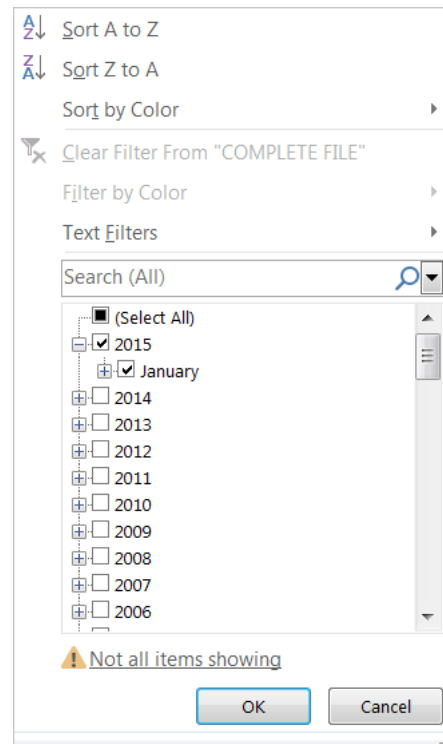 Sort A to Z
Sort Z to A
Sort by Color
Clear Filter From "COMPLETE FILE"
Filter by Color
Text Filters
Search (All)
(Select All)
2015
January
2014
2013
2012
2011
2010
2009
2008
2007
2006
Not all items showing
OK Cancel